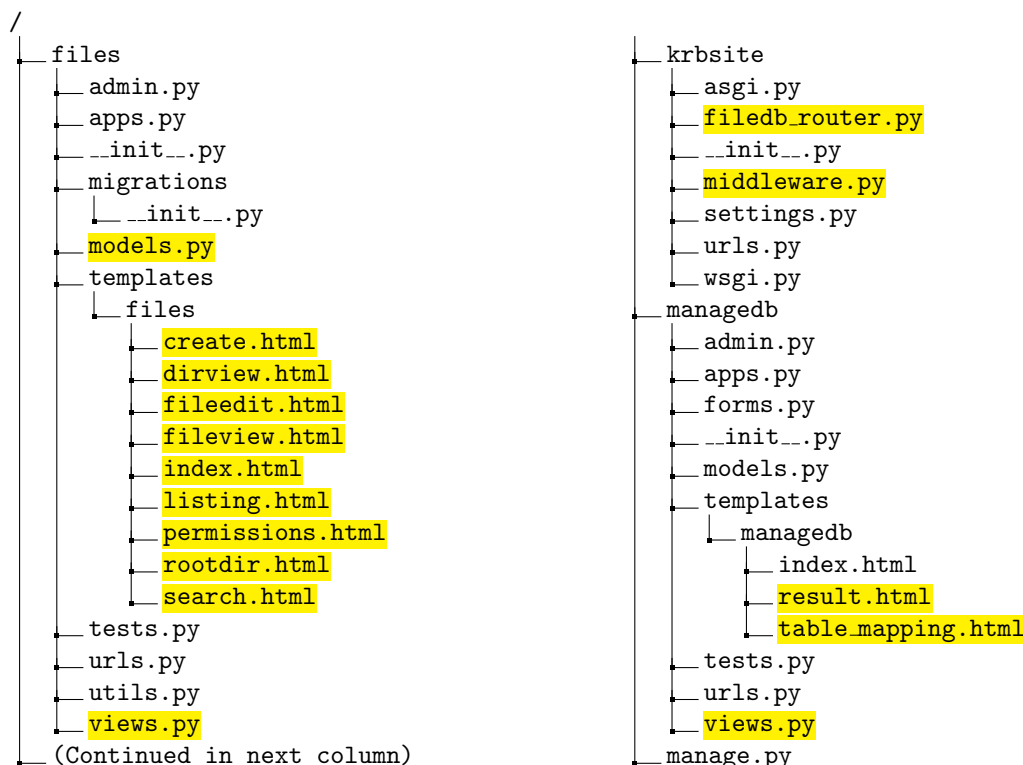 /
files
admin.py
apps.py
__init__.py
migrations
__init__.py
models.py
templates
files
create.html
dirview.html
fileedit.html
fileview.html
index.html
listing.html
permissions.html
rootdir.html
search.html
tests.py
urls.py
utils.py
views.py
(Continued in next column)
krbsite
asgi.py
filedb_router.py
__init__.py
middleware.py
settings.py
urls.py
wsgi.py
managedb
admin.py
apps.py
forms.py
__init__.py
models.py
templates
managedb
index.html
result.html
table_mapping.html
tests.py
urls.py
views.py
manage.py